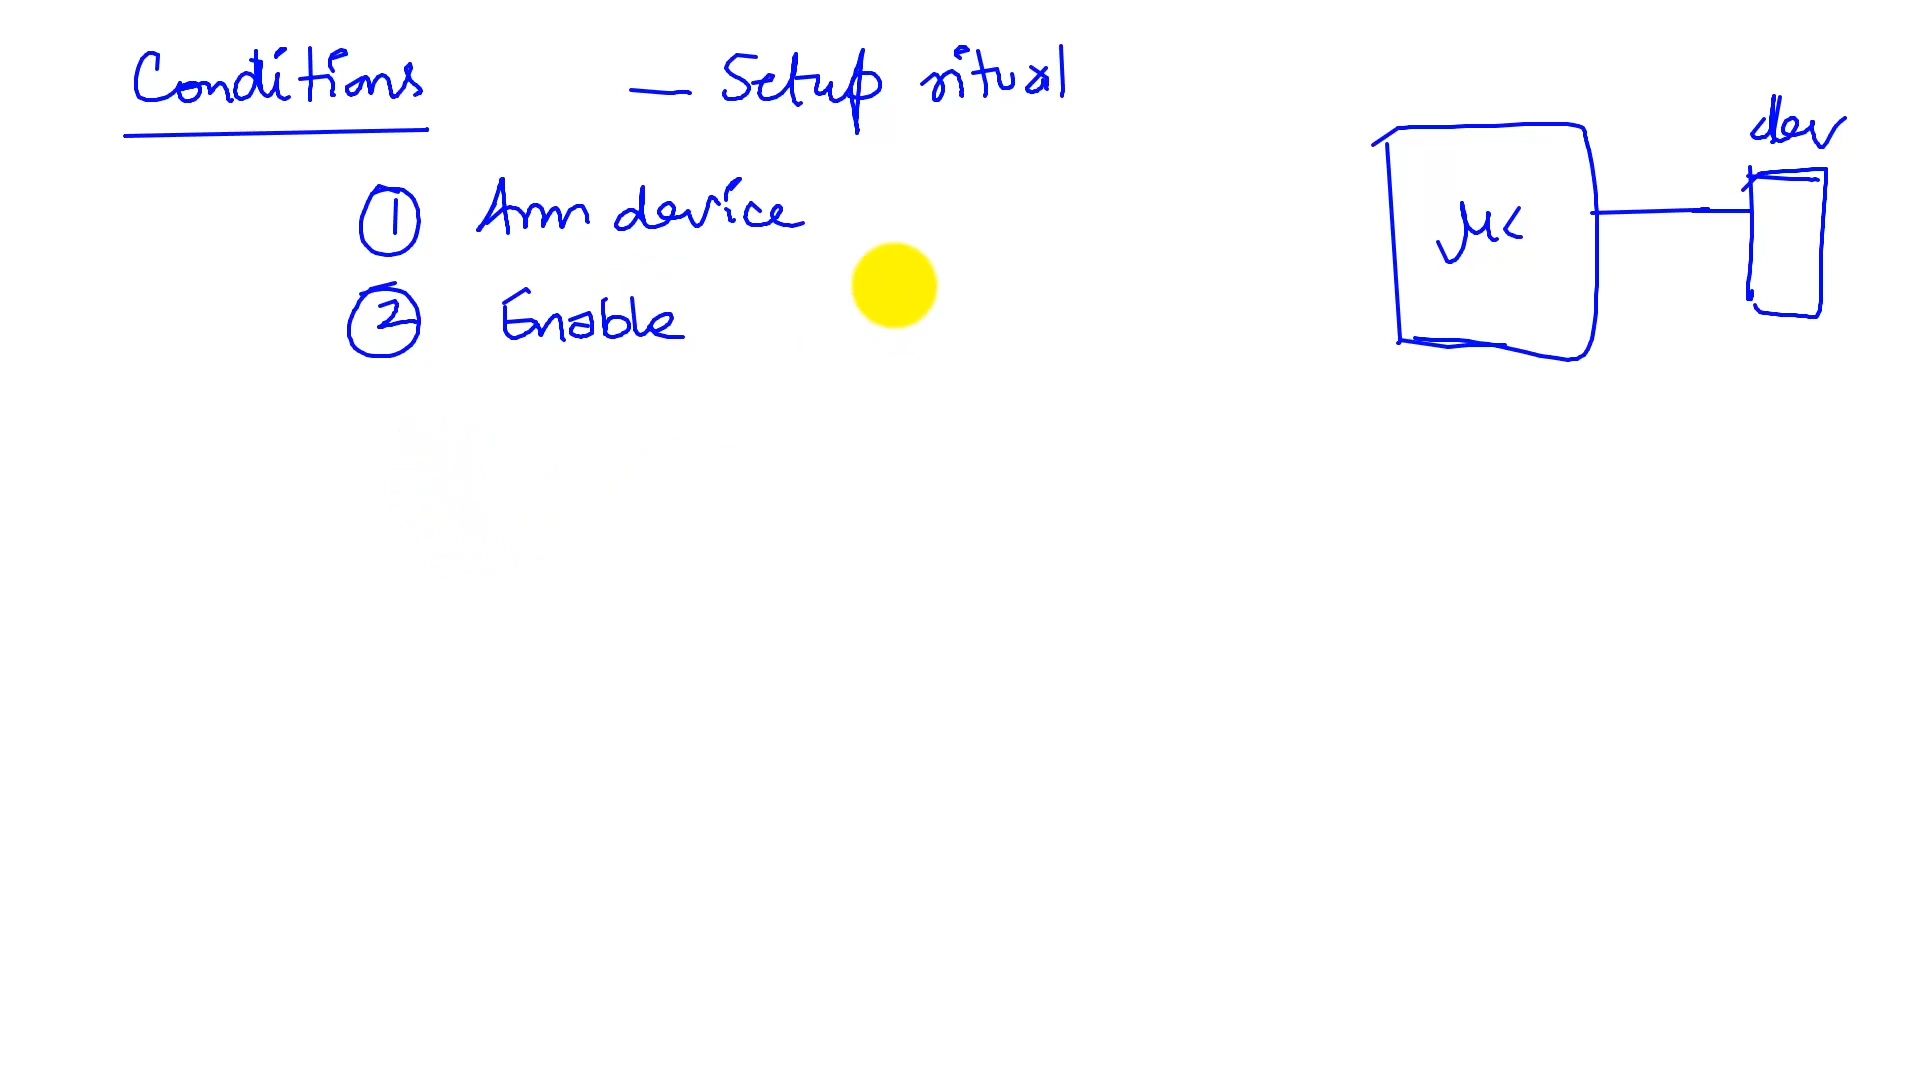 Conditions — Setup ritual
① Arm device
② Enable
dev
μC